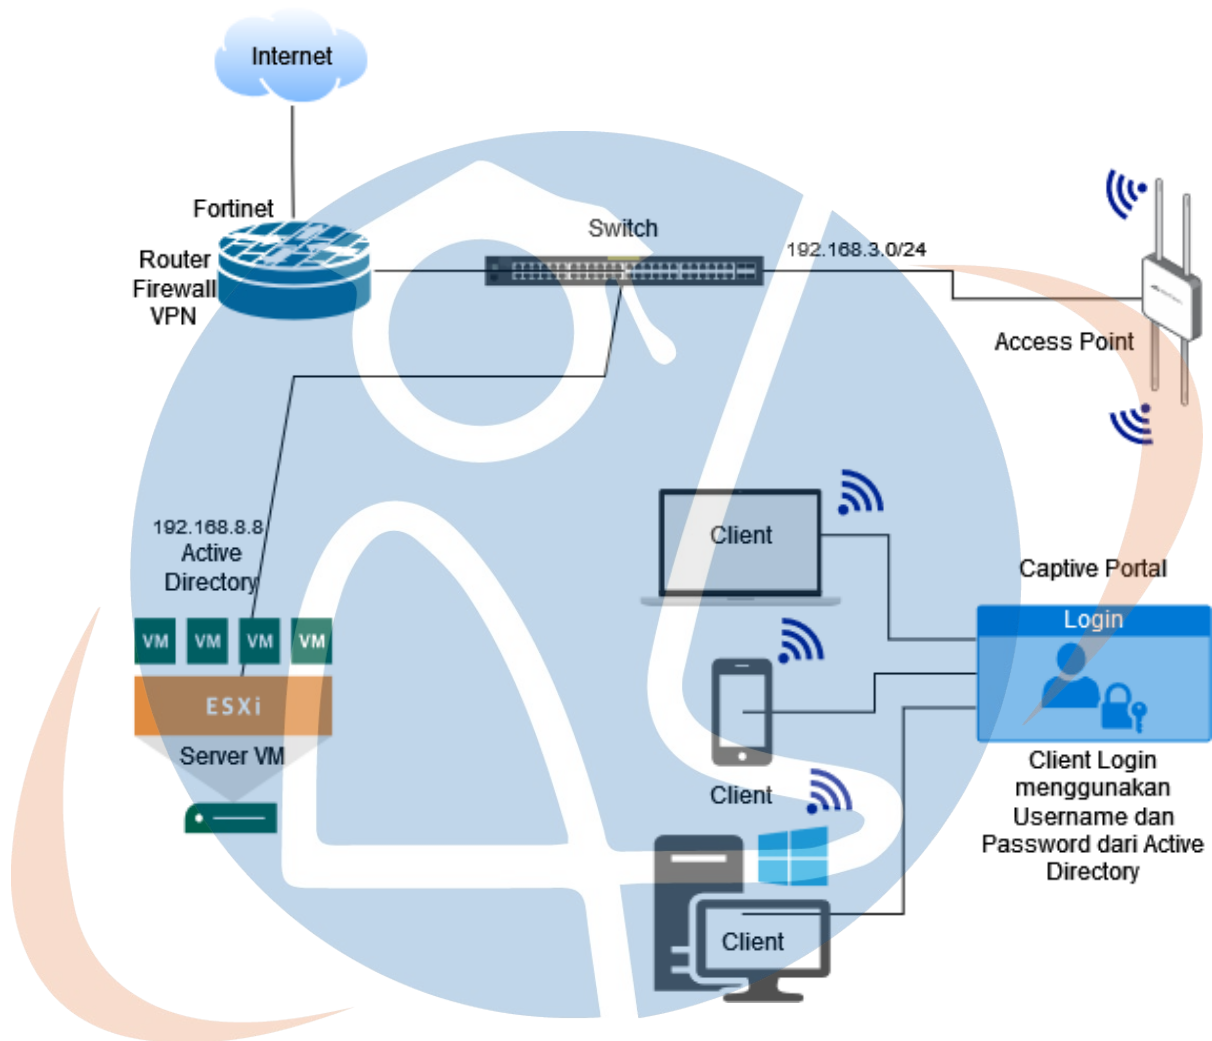 Internet
Fortinet
Router
Firewall
VPN
Switch
192.168.3.0/24
Access Point
192.168.8.8
Active
Directory
VM VM VM VM
ESXi
Server VM
Client
Client
Client
Captive Portal
Login
Client Login
menggunakan
Username dan
Password dari Active
Directory